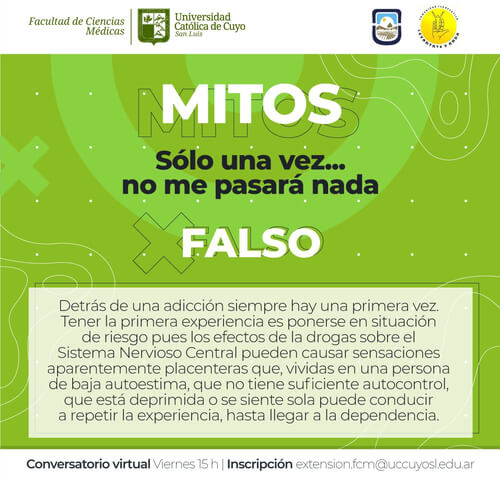 Facultad de Ciencias
Médicas
Universidad
Católica de Cuyo
San Luis
MITOS
Sólo una vez...
no me pasará nada
FALSO
Detrás de una adicción siempre hay una primera vez.
Tener la primera experiencia es ponerse en situación
de riesgo pues los efectos de la drogas sobre el
Sistema Nervioso Central pueden causar sensaciones
aparentemente placenteras que, vividas en una persona
de baja autoestima, que no tiene suficiente autocontrol,
que está deprimida o se siente sola puede conducir
a repetir la experiencia, hasta llegar a la dependencia.
Conversatorio virtual Viernes 15 h | Inscripción extension.fcm@uccuyosl.edu.ar